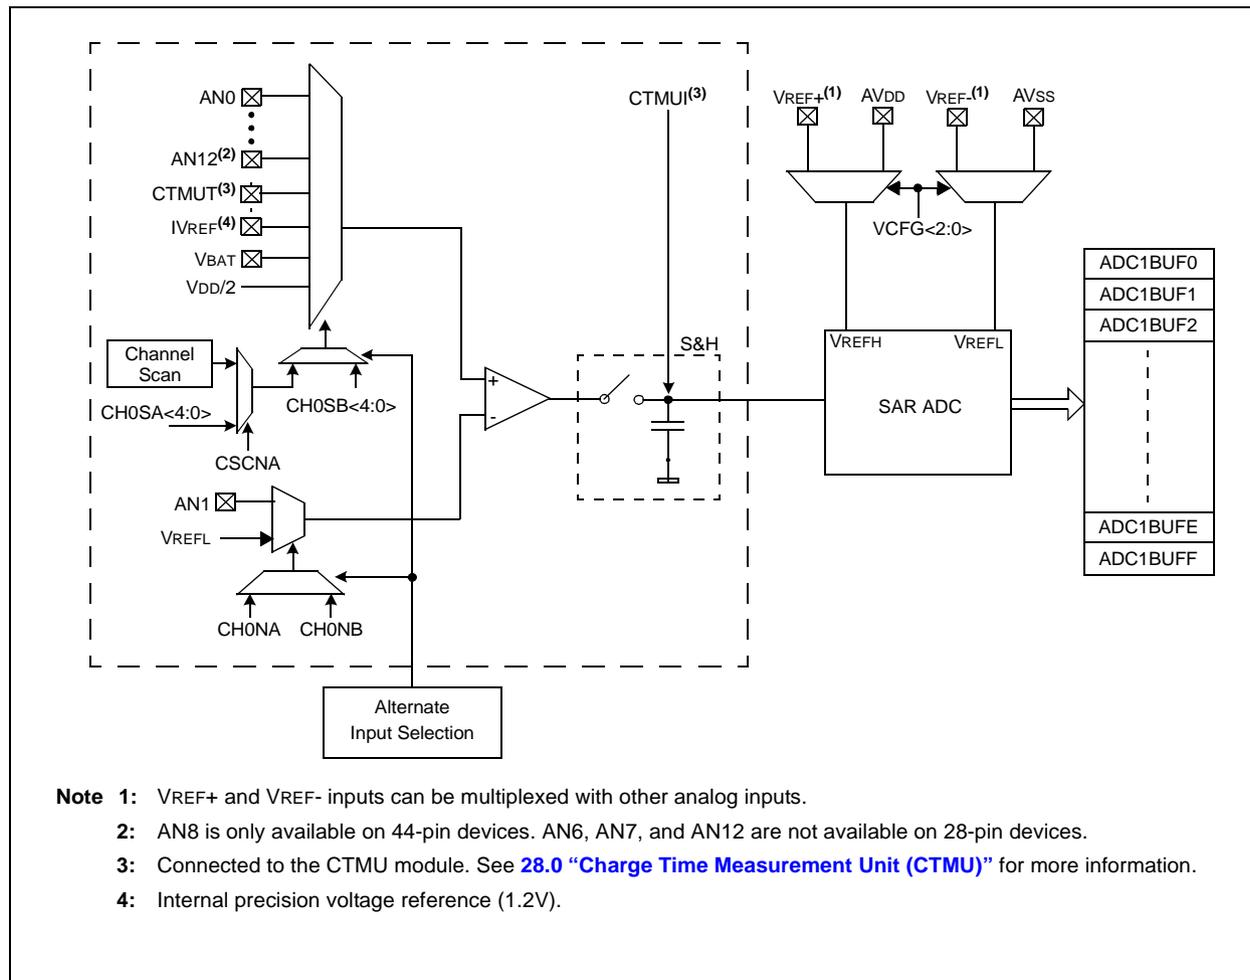 AN0
AN12(2)
CTMUT(3)
IVREF(4)
VBAT
VDD/2
CTMUI(3)
VREF+(1)
AVDD
VREF-(1)
AVSS
VCFG<2:0>
ADC1BUF0
ADC1BUF1
ADC1BUF2
ADC1BUFE
ADC1BUFF
Channel
Scan
CH0SA<4:0>
CH0SB<4:0>
CSCNA
+
-
S&H
VREFH
VREFL
SAR ADC
AN1
VREFL
CH0NA
CH0NB
Alternate
Input Selection
Note 1: VREF+ and VREF- inputs can be multiplexed with other analog inputs.
2: AN8 is only available on 44-pin devices. AN6, AN7, and AN12 are not available on 28-pin devices.
3: Connected to the CTMU module. See 28.0 “Charge Time Measurement Unit (CTMU)” for more information.
4: Internal precision voltage reference (1.2V).